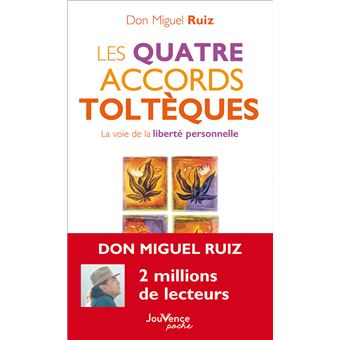 Don Miguel Ruiz
LES QUATRE
ACCORDS
TOLTÈQUES
La voie de la liberté personnelle
DON MIGUEL RUIZ
2 millions
de lecteurs
JOUVENCE
poche